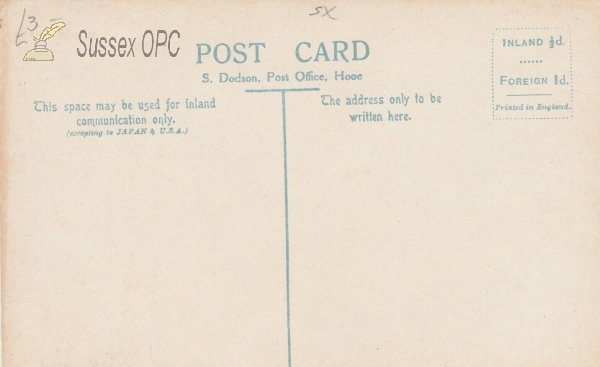 £3 -
SX
Sussex OPC
POST CARD
S. Dodson, Post Office, Hooe
This space may be used for inland
communication only.
(excepting to JAPAN & U.S.A.)
The address only to be
written here.
INLAND ½d.
......
FOREIGN 1d.
Printed in England.